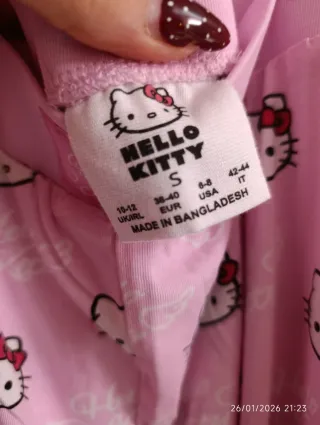 HELLO
KITTY
S
10-12 36-40 6-8 42-44
UK/IRL EUR USA IT
MADE IN BANGLADESH
26/01/2026 21:23